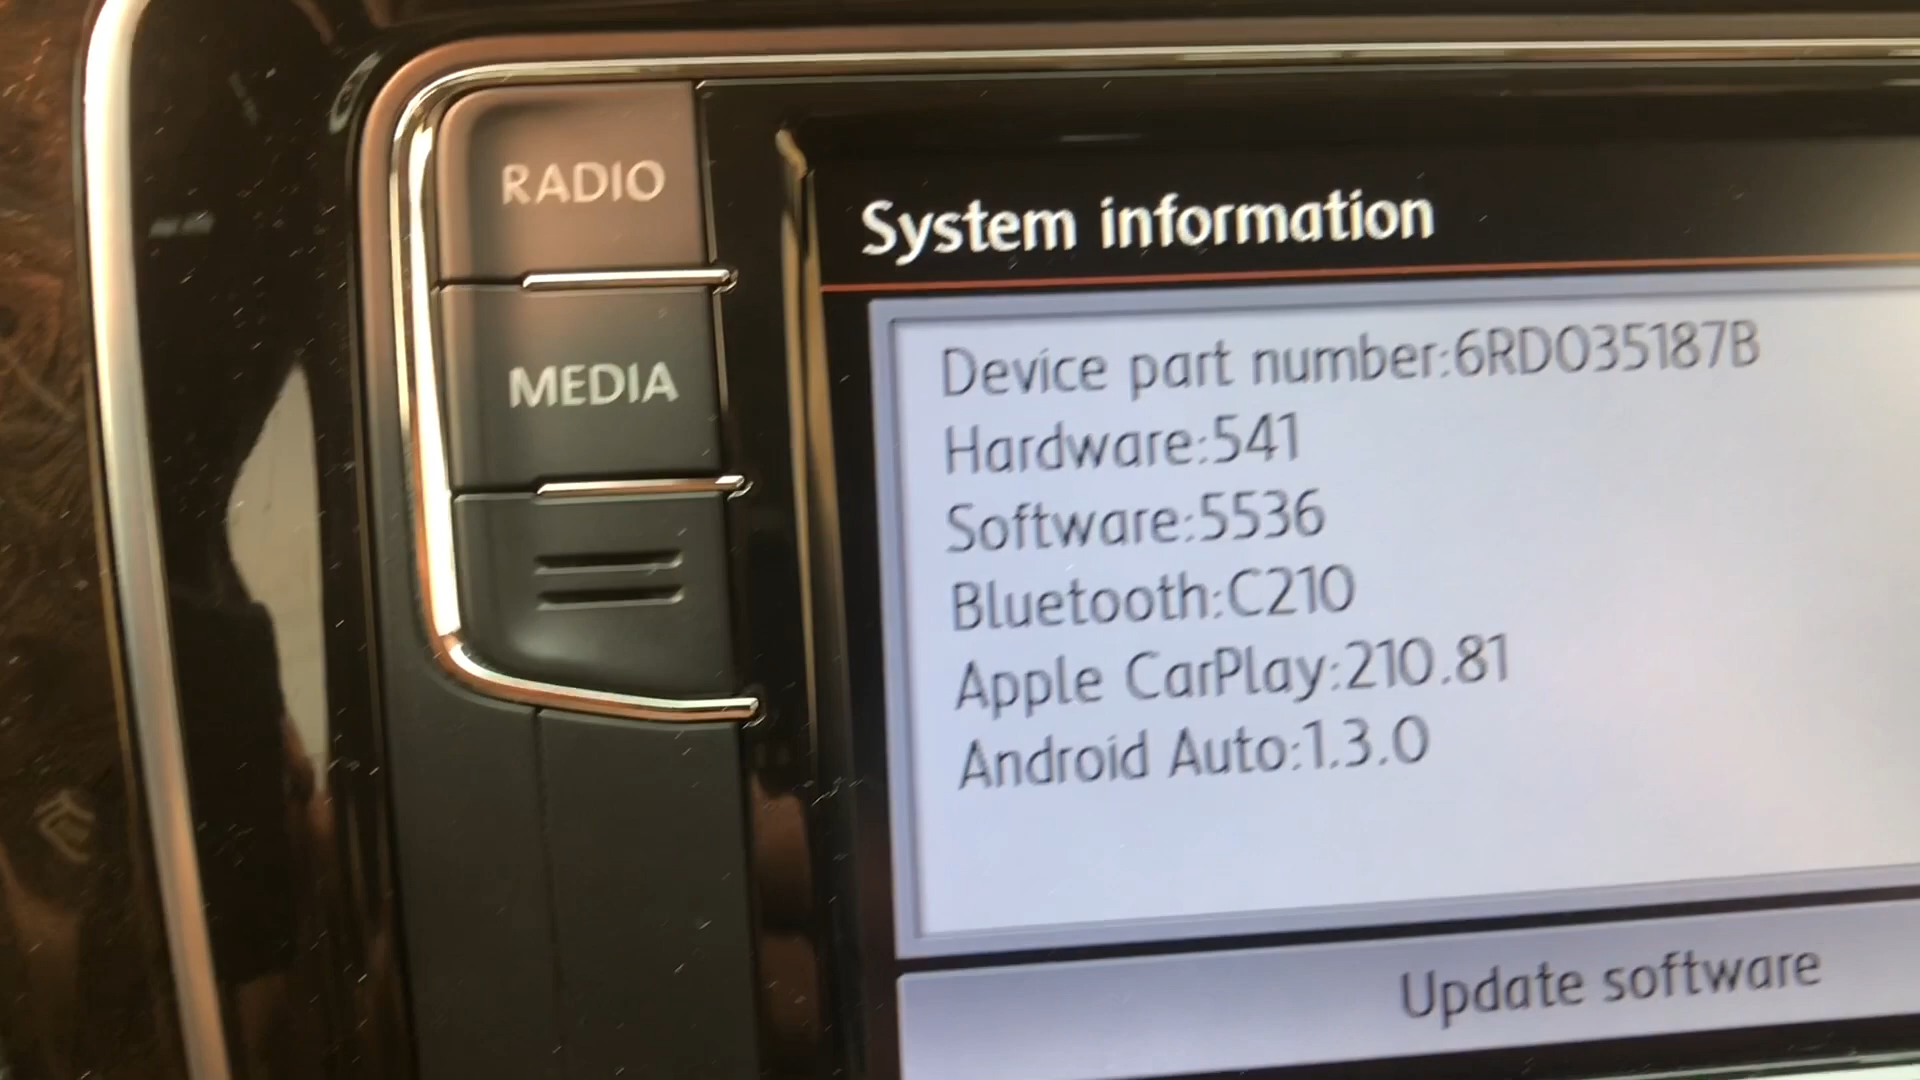 RADIO
MEDIA
System information
Device part number:6RD035187B
Hardware:541
Software:5536
Bluetooth:C210
Apple CarPlay:210.81
Android Auto:1.3.0
Update software